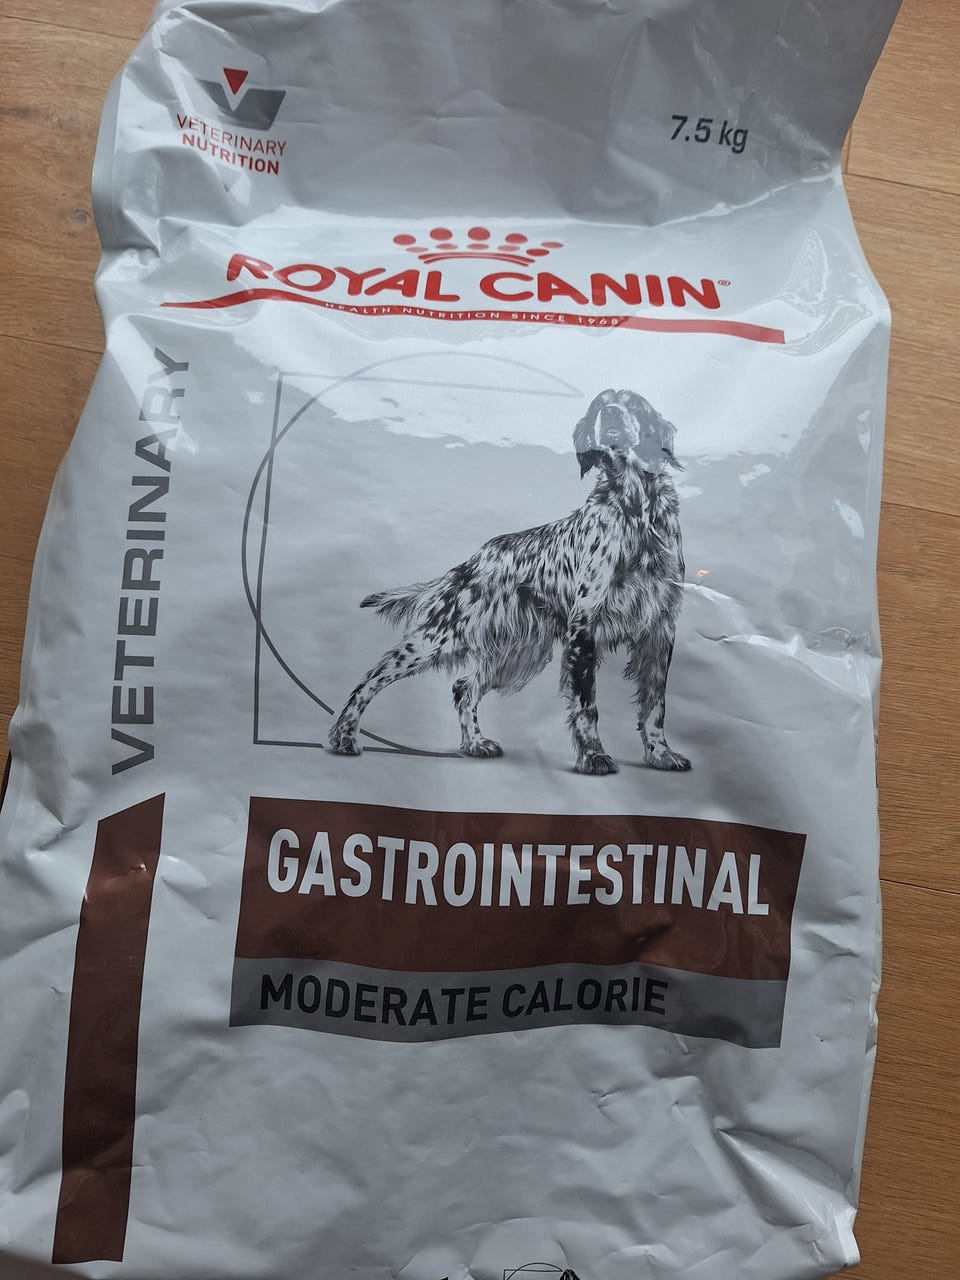 VETERINARY
NUTRITION
7.5 kg
ROYAL CANIN®
HEALTH NUTRITION SINCE 1968
VETERINARY
GASTROINTESTINAL
MODERATE CALORIE